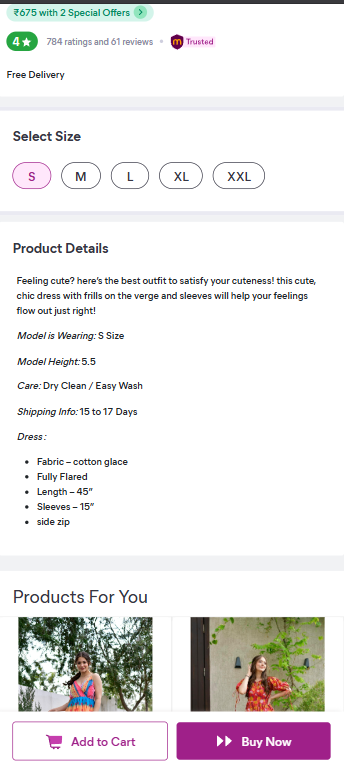 ₹675 with 2 Special Offers
4★ 784 ratings and 61 reviews • m Trusted
Free Delivery
Select Size
S M L XL XXL
Product Details
Feeling cute? here's the best outfit to satisfy your cuteness! this cute,
chic dress with frills on the verge and sleeves will help your feelings
flow out just right!
Model is Wearing: S Size
Model Height: 5.5
Care: Dry Clean / Easy Wash
Shipping Info: 15 to 17 Days
Dress :
• Fabric – cotton glace
• Fully Flared
• Length – 45″
• Sleeves – 15″
• side zip
Products For You
Add to Cart Buy Now